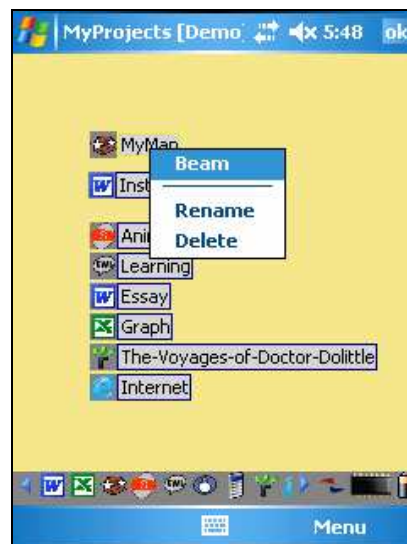 MyProjects [Demo] 5:48 ok
MyMap
Beam
Inst
Rename
Ani
Delete
Learning
Essay
Graph
The-Voyages-of-Doctor-Dolittle
Internet
Menu